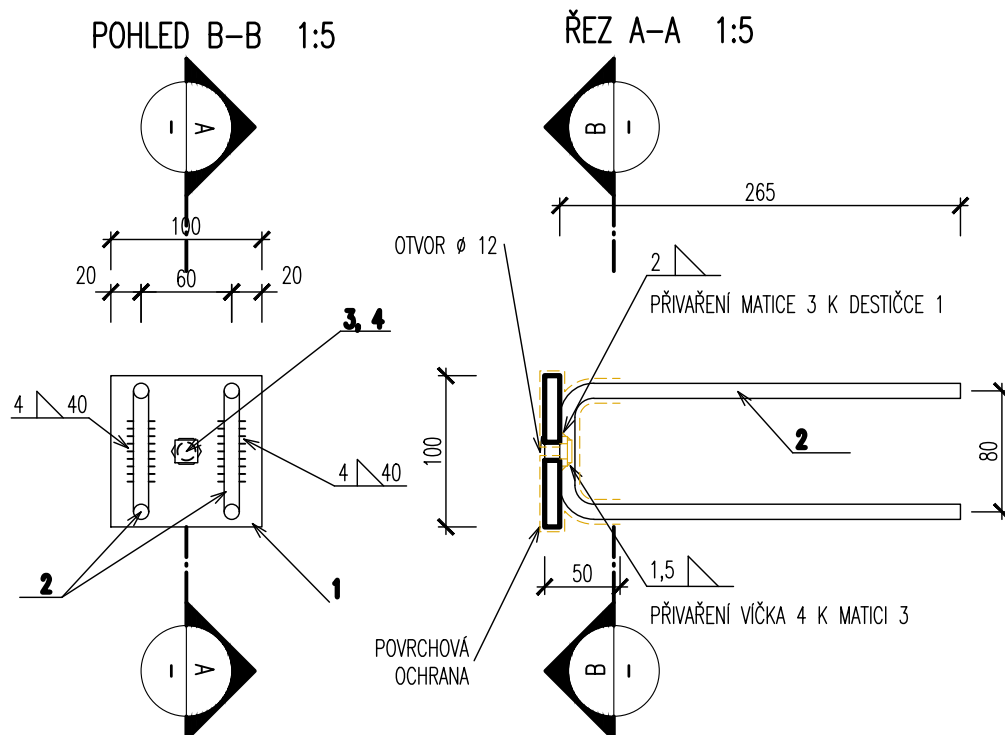 POHLED B-B 1:5
ŘEZ A-A 1:5
A
–
B
–
265
100
20
60
20
OTVOR ø 12
2
PŘIVAŘENÍ MATICE 3 K DESTIČCE 1
3, 4
4
40
4
40
100
2
80
2
1
50
1,5
PŘIVAŘENÍ VÍČKA 4 K MATICI 3
POVRCHOVÁ
OCHRANA
A
–
B
–